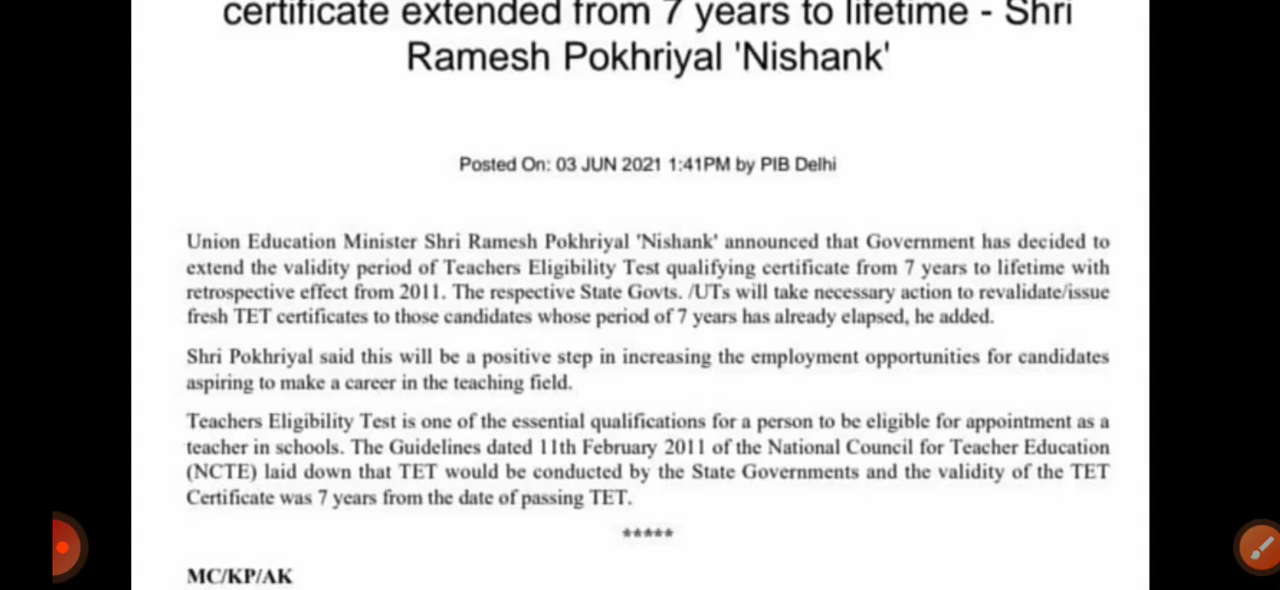 certificate extended from 7 years to lifetime - Shri
Ramesh Pokhriyal 'Nishank'
Posted On: 03 JUN 2021 1:41PM by PIB Delhi
Union Education Minister Shri Ramesh Pokhriyal 'Nishank' announced that Government has decided to
extend the validity period of Teachers Eligibility Test qualifying certificate from 7 years to lifetime with
retrospective effect from 2011. The respective State Govts. /UTs will take necessary action to revalidate/issue
fresh TET certificates to those candidates whose period of 7 years has already elapsed, he added.
Shri Pokhriyal said this will be a positive step in increasing the employment opportunities for candidates
aspiring to make a career in the teaching field.
Teachers Eligibility Test is one of the essential qualifications for a person to be eligible for appointment as a
teacher in schools. The Guidelines dated 11th February 2011 of the National Council for Teacher Education
(NCTE) laid down that TET would be conducted by the State Governments and the validity of the TET
Certificate was 7 years from the date of passing TET.
*****
MC/KP/AK